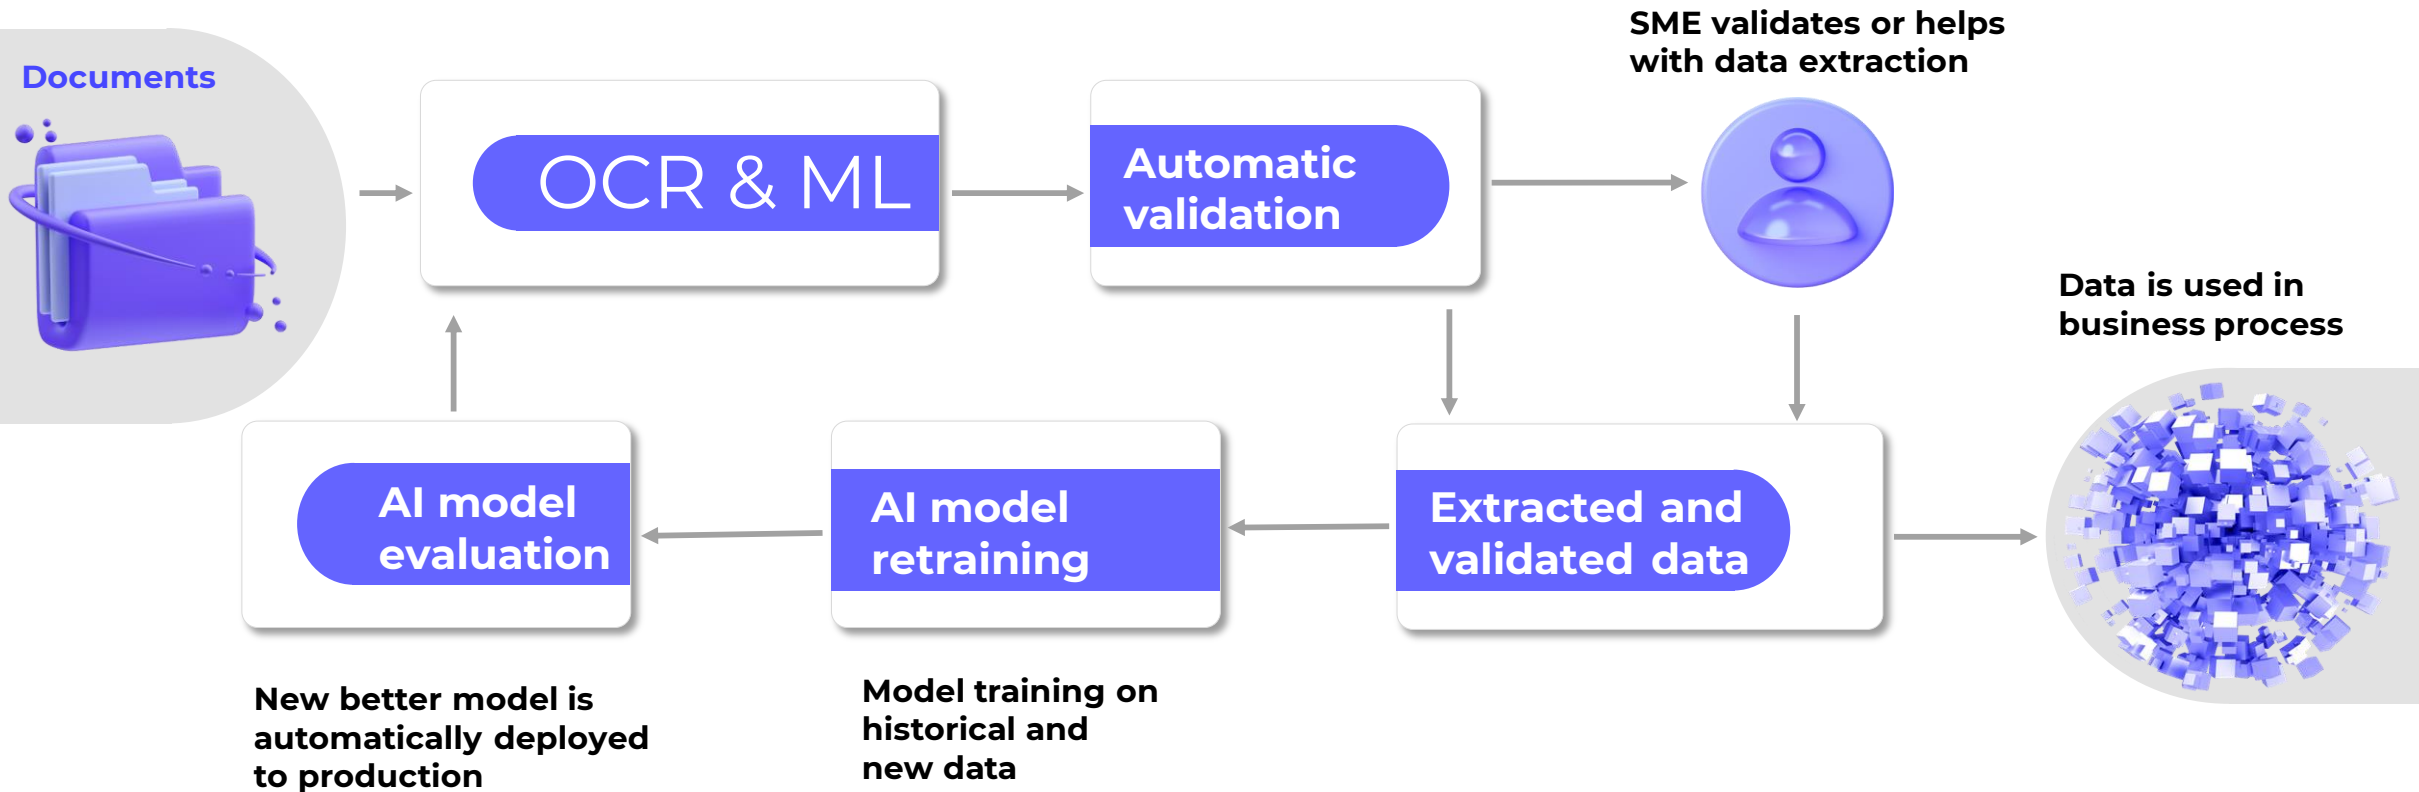 Documents
OCR & ML
Automatic
validation
SME validates or helps
with data extraction
Data is used in
business process
Extracted and
validated data
AI model
retraining
Model training on
historical and
new data
AI model
evaluation
New better model is
automatically deployed
to production